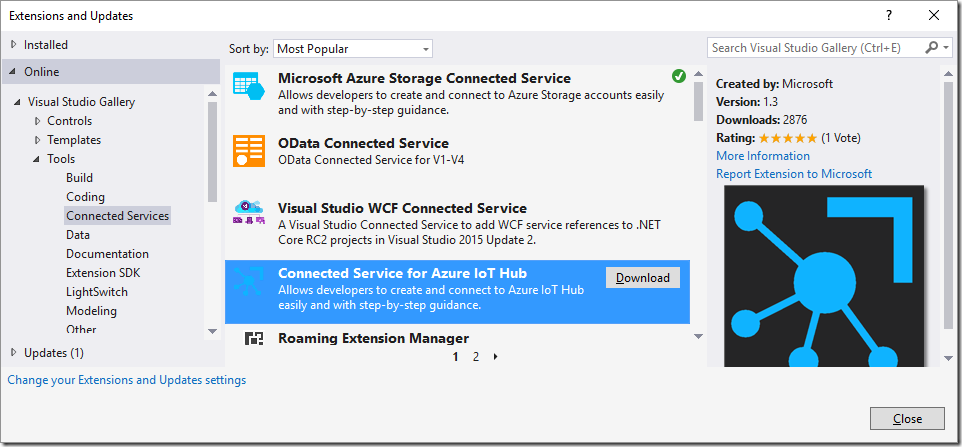 Extensions and Updates
? 
Installed
Online
Visual Studio Gallery
Controls
Templates
Tools
Build
Coding
Connected Services
Data
Documentation
Extension SDK
LightSwitch
Modeling
Other
Updates (1)
Change your Extensions and Updates settings
Sort by: Most Popular
Microsoft Azure Storage Connected Service
Allows developers to create and connect to Azure Storage accounts easily
and with step-by-step guidance.
OData Connected Service
OData Connected Service for V1-V4
Visual Studio WCF Connected Service
A Visual Studio Connected Service to add WCF service references to .NET
Core RC2 projects in Visual Studio 2015 Update 2.
Connected Service for Azure IoT Hub
Download
Allows developers to create and connect to Azure IoT Hub
easily and with step-by-step guidance.
Roaming Extension Manager
1 2
Search Visual Studio Gallery (Ctrl+E)
Created by: Microsoft
Version: 1.3
Downloads: 2876
Rating: ★★★★★ (1 Vote)
More Information
Report Extension to Microsoft
Close